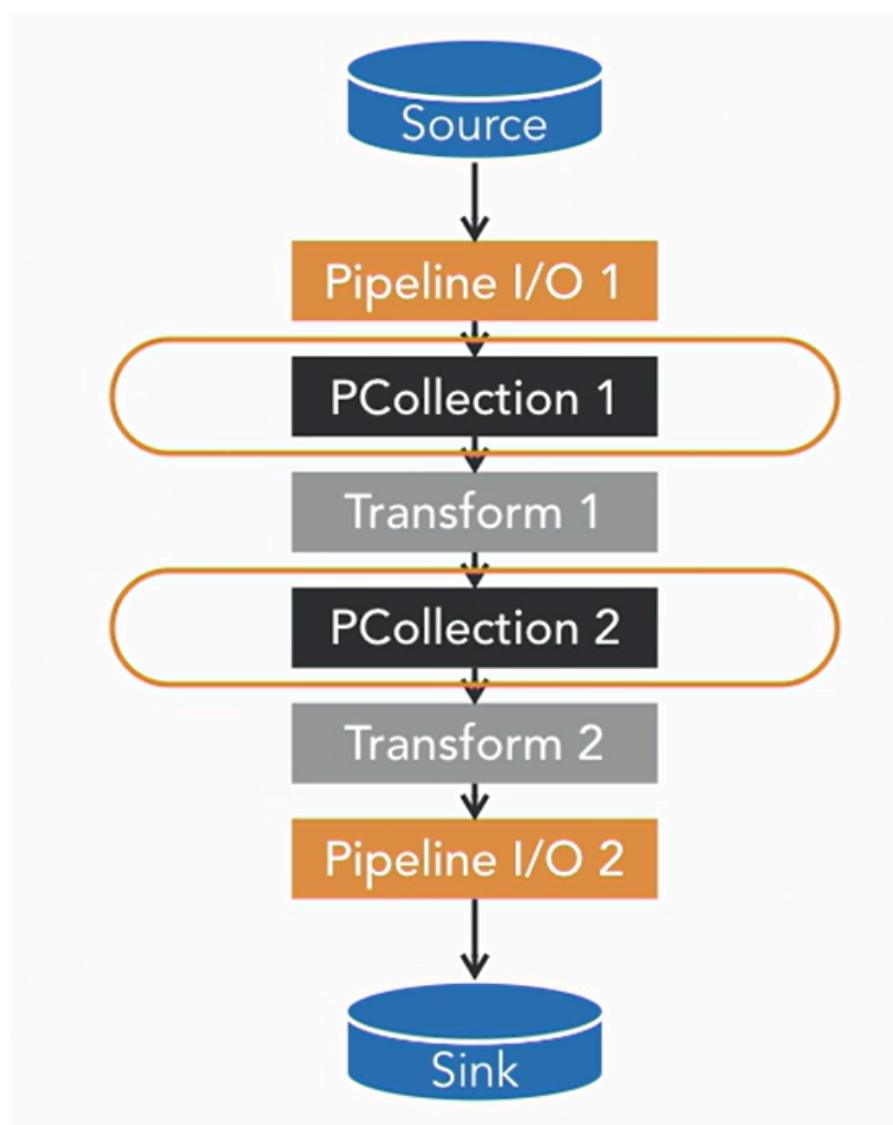 Source
Pipeline I/O 1
PCollection 1
Transform 1
PCollection 2
Transform 2
Pipeline I/O 2
Sink